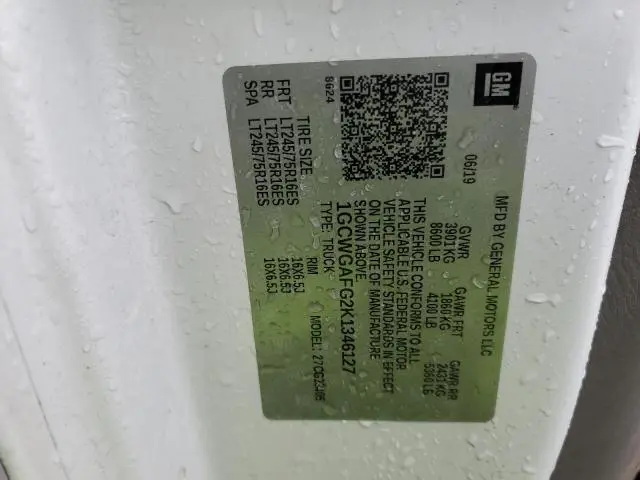 GM
MFD BY GENERAL MOTORS LLC
06/19
GVWR GAWR FRT GAWR RR
3901 KG 1860 KG 2431 KG
8600 LB 4100 LB 5360 LB
THIS VEHICLE CONFORMS TO ALL
APPLICABLE U.S. FEDERAL MOTOR
VEHICLE SAFETY STANDARDS IN EFFECT
ON THE DATE OF MANUFACTURE
SHOWN ABOVE.
1GCWGAFG2K1346127
8624
TYPE: TRUCK MODEL:
TIRE SIZE RIM
FRT LT245/75R16ES 16X6.5J
RR LT245/75R16ES 16X6.5J
SPA LT245/75R16ES 16X6.5J